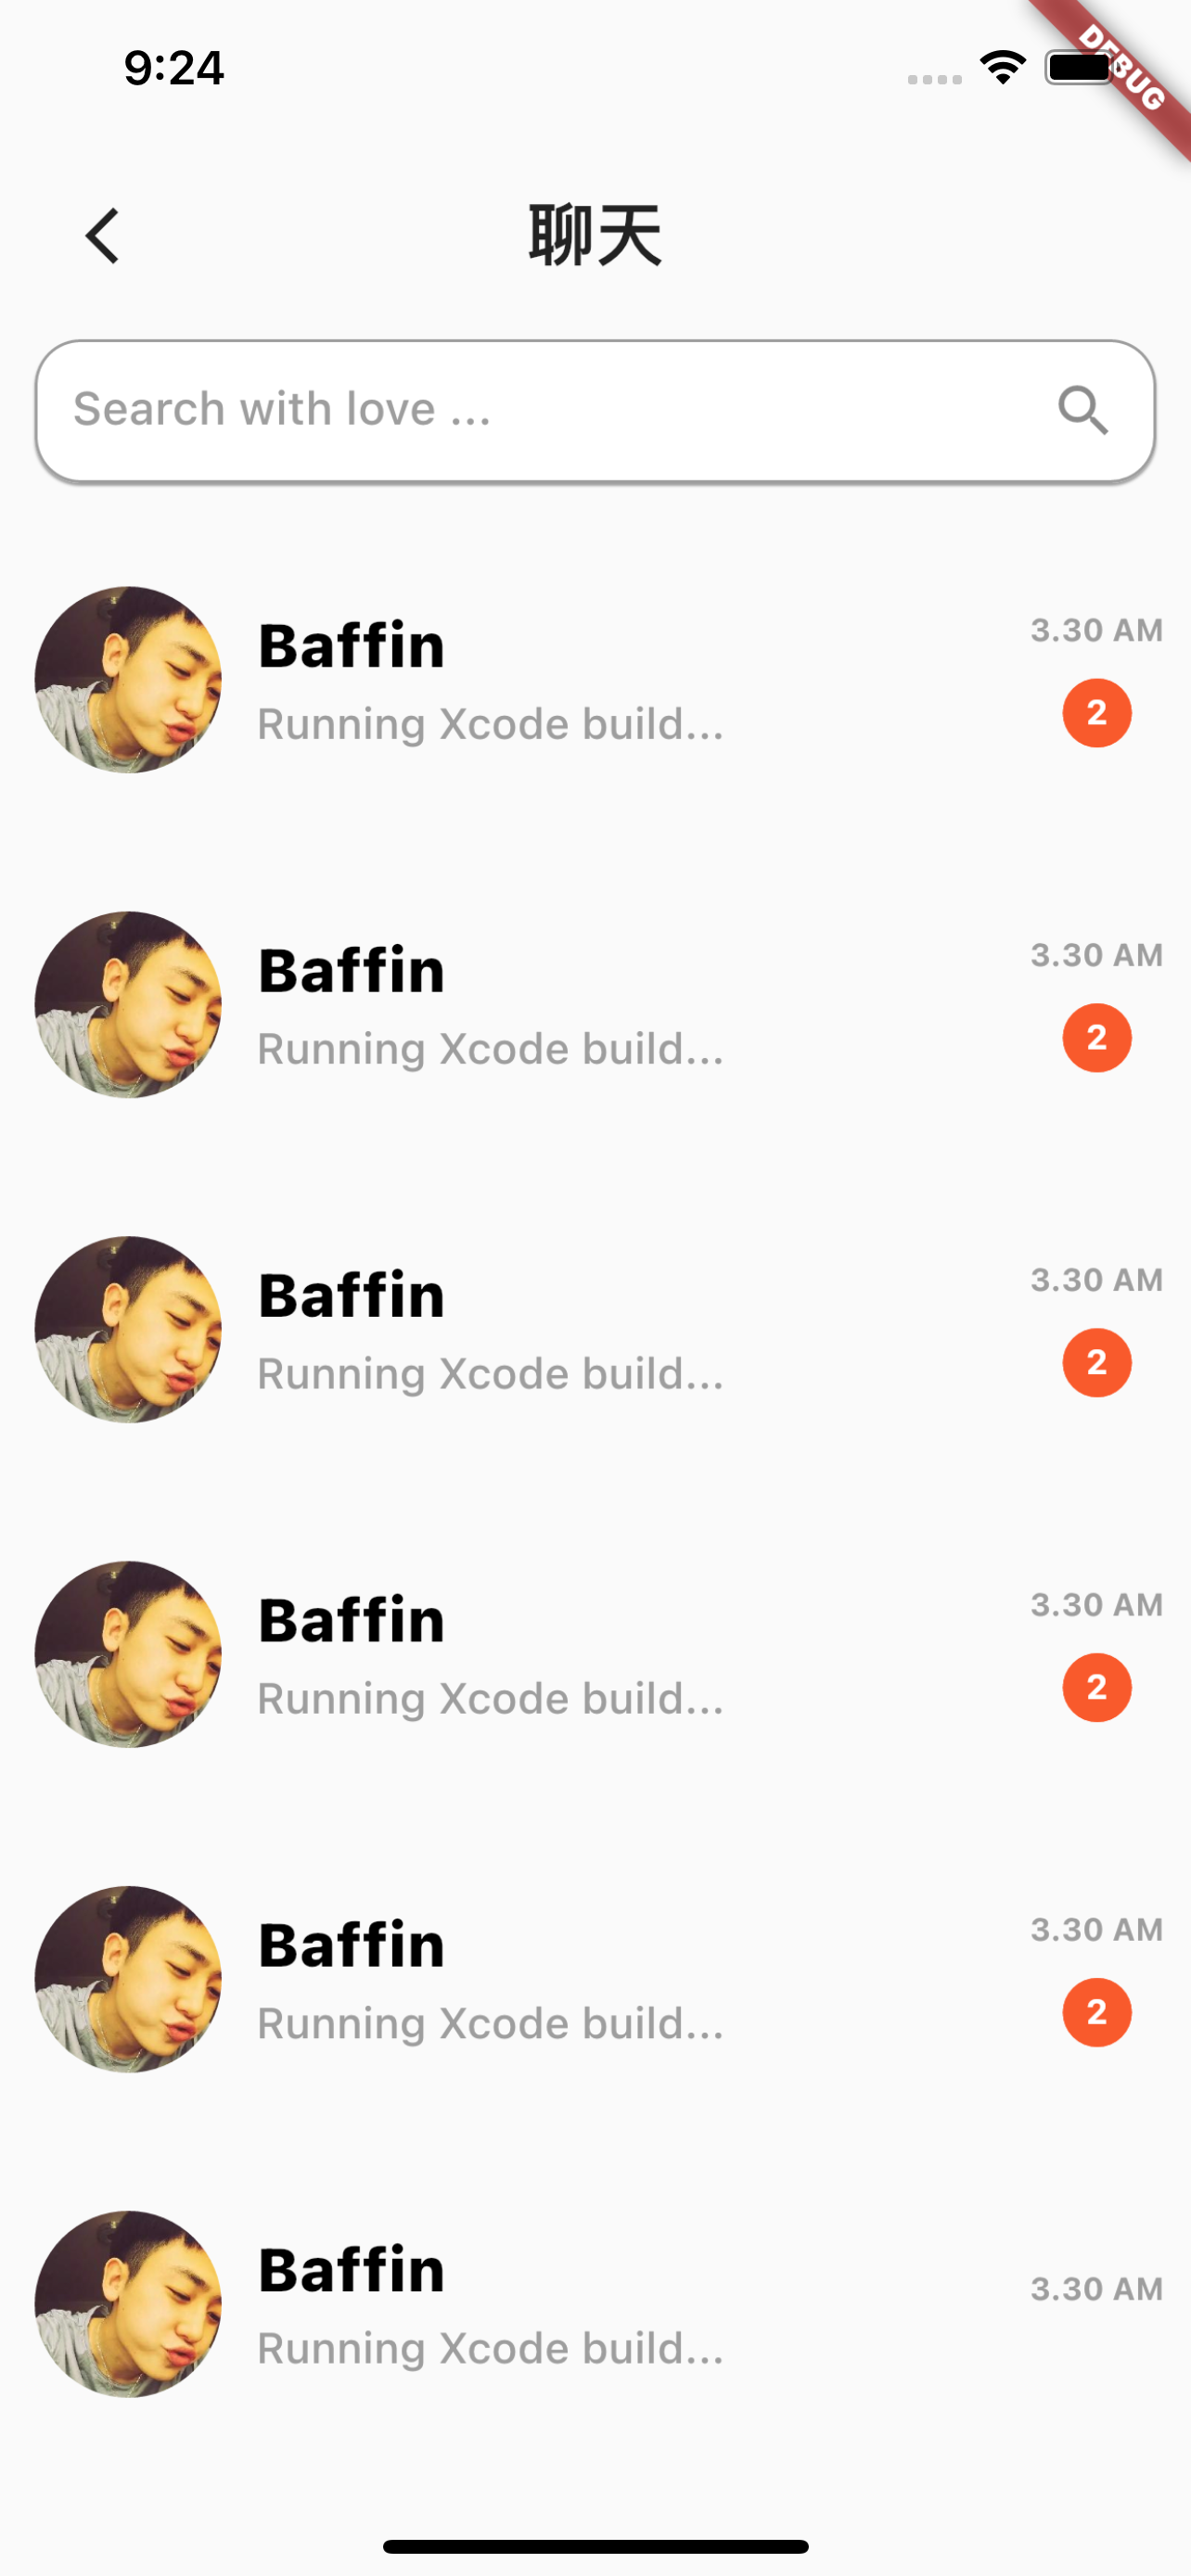 9:24
DEBUG
聊天
Search with love ...
Baffin
3.30 AM
Running Xcode build...
2
Baffin
3.30 AM
Running Xcode build...
2
Baffin
3.30 AM
Running Xcode build...
2
Baffin
3.30 AM
Running Xcode build...
2
Baffin
3.30 AM
Running Xcode build...
2
Baffin
3.30 AM
Running Xcode build...